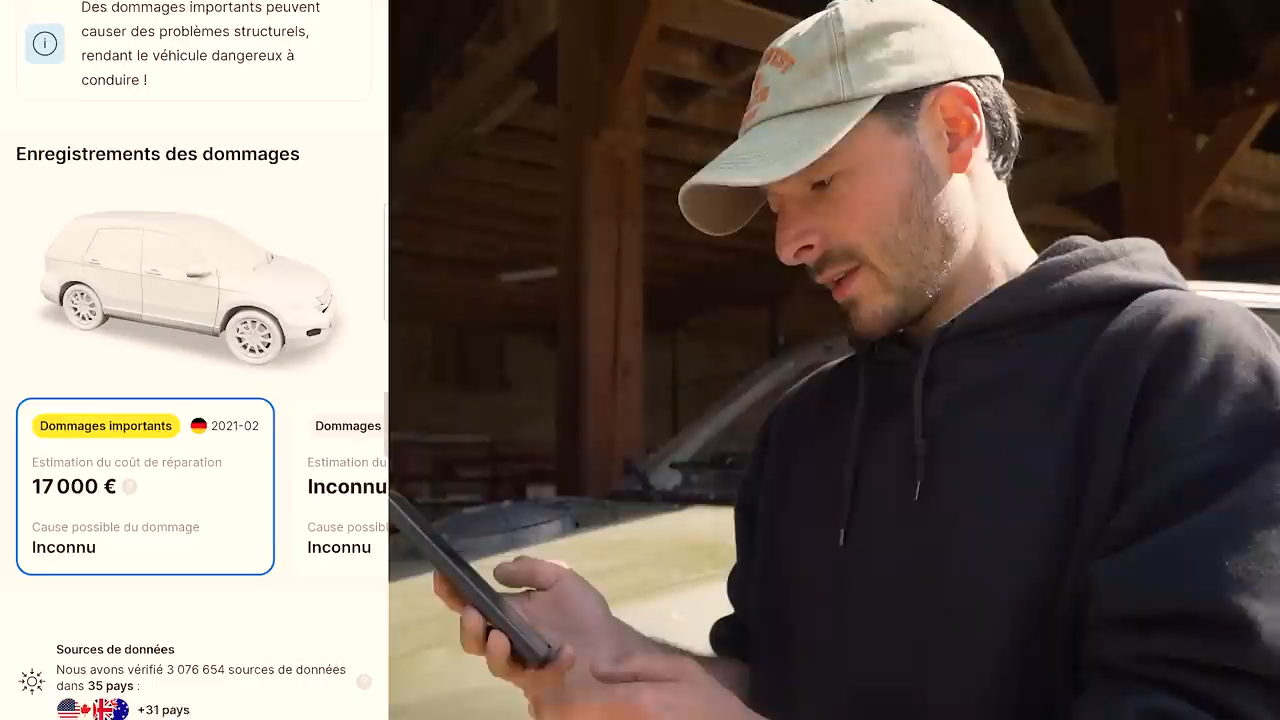 Des dommages importants peuvent
causer des problèmes structurels,
rendant le véhicule dangereux à
conduire !
Enregistrements des dommages
Dommages importants 2021-02
Estimation du coût de réparation
17 000 €
Cause possible du dommage
Inconnu
Dommages
Estimation du
Inconnu
Cause possibl
Inconnu
Sources de données
Nous avons vérifié 3 076 654 sources de données
dans 35 pays :
+31 pays